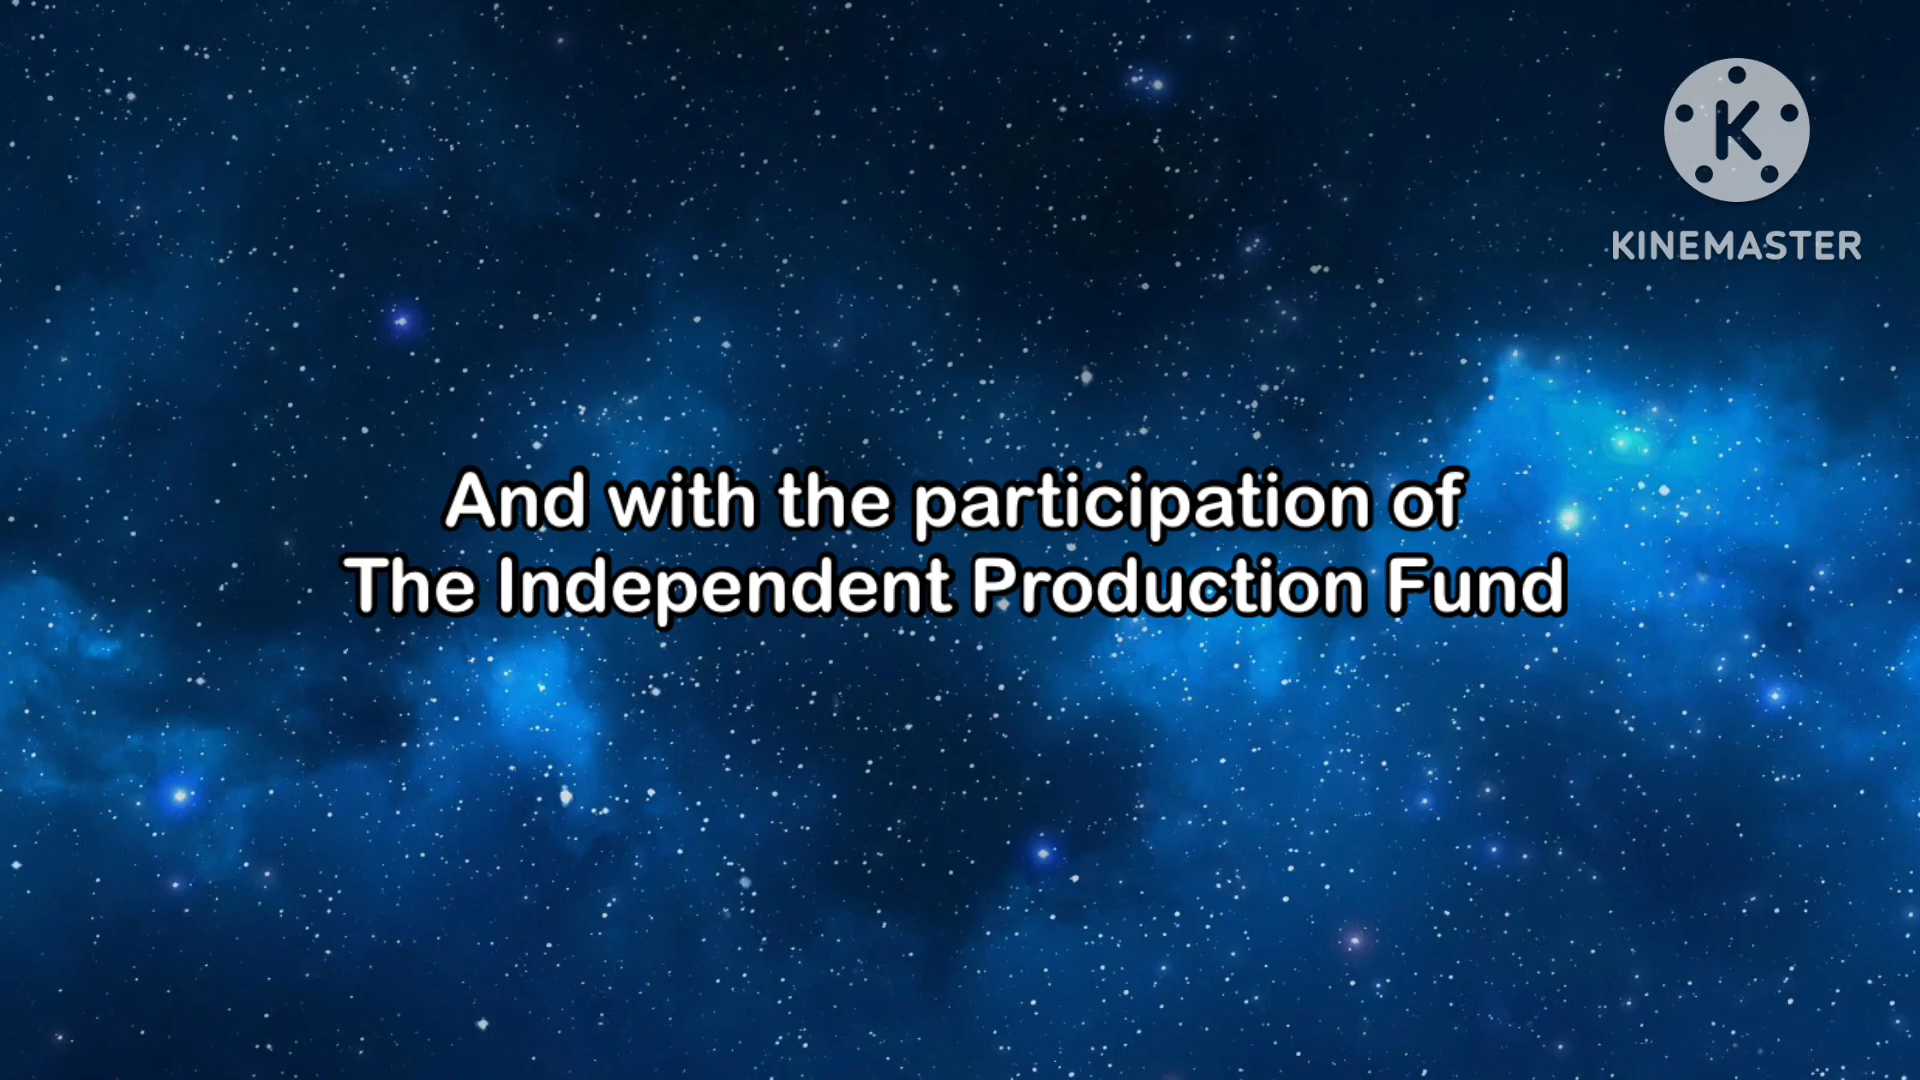 K
KINEMASTER
And with the participation of
The Independent Production Fund